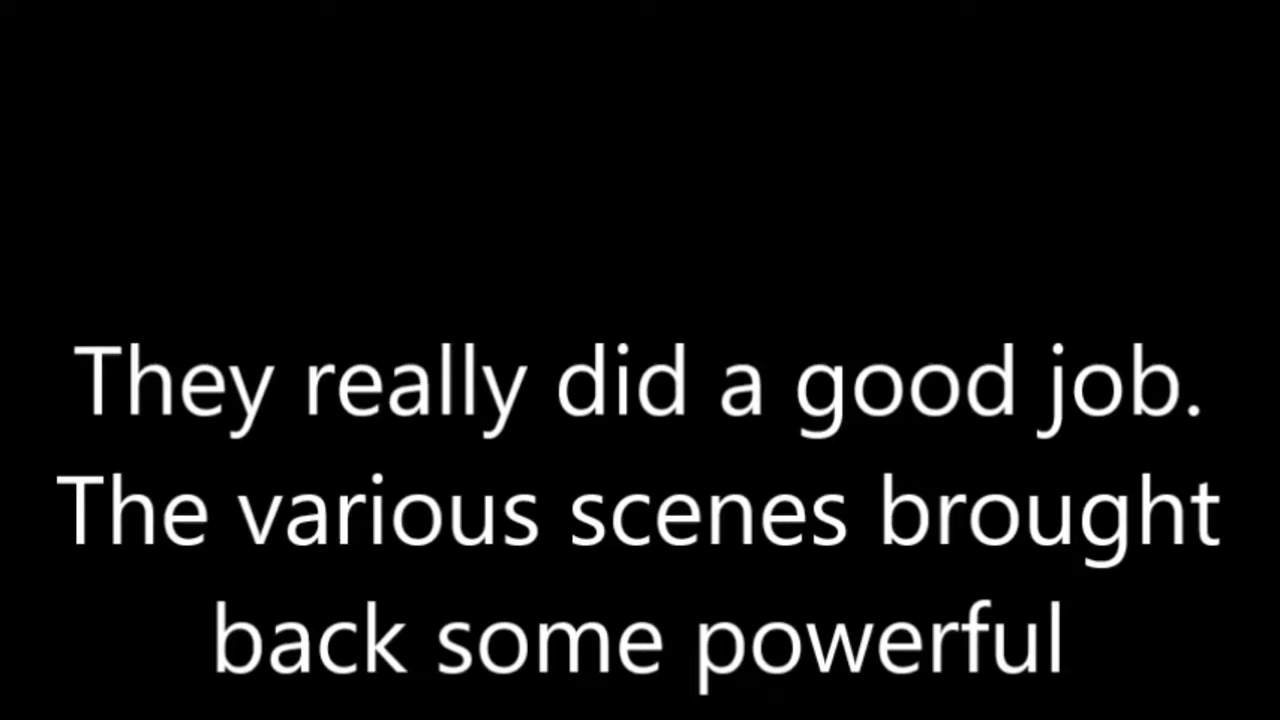 They really did a good job.
The various scenes brought
back some powerful